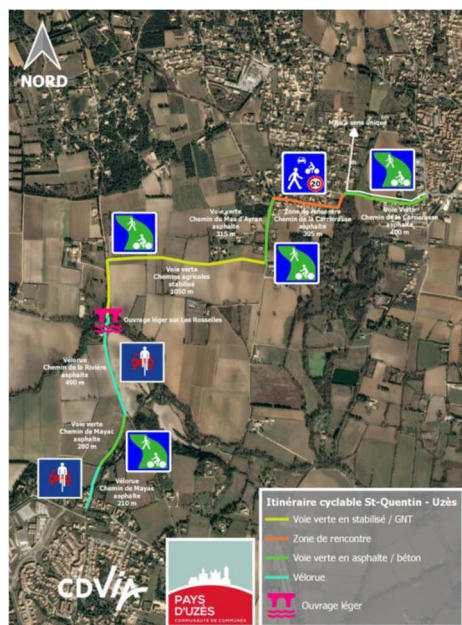 NORD
Mise à sens unique
20
Voie verte
Chemin du Mas d'Ayran
asphalte
315 m
Zone de rencontre
Chemin de la Carcarasse
asphalte
305 m
Voie Verte
Chemin de la Carcarasse
asphalte
400 m
Voie verte
Chemins agricoles
stabilisé
1050 m
Ouvrage léger sur Les Rosselles
Vélorue
Chemin de la Rivière
asphalte
490 m
Voie verte
Chemin de Mayac
asphalte
280 m
Vélorue
Chemin de Mayac
asphalte
210 m
Itinéraire cyclable St-Quentin - Uzès
Voie verte en stabilisé / GNT
Zone de rencontre
Voie verte en asphalte / béton
Vélorue
Ouvrage léger
CDVIA
PAYS
D'UZÈS
COMMUNAUTÉ DE COMMUNES